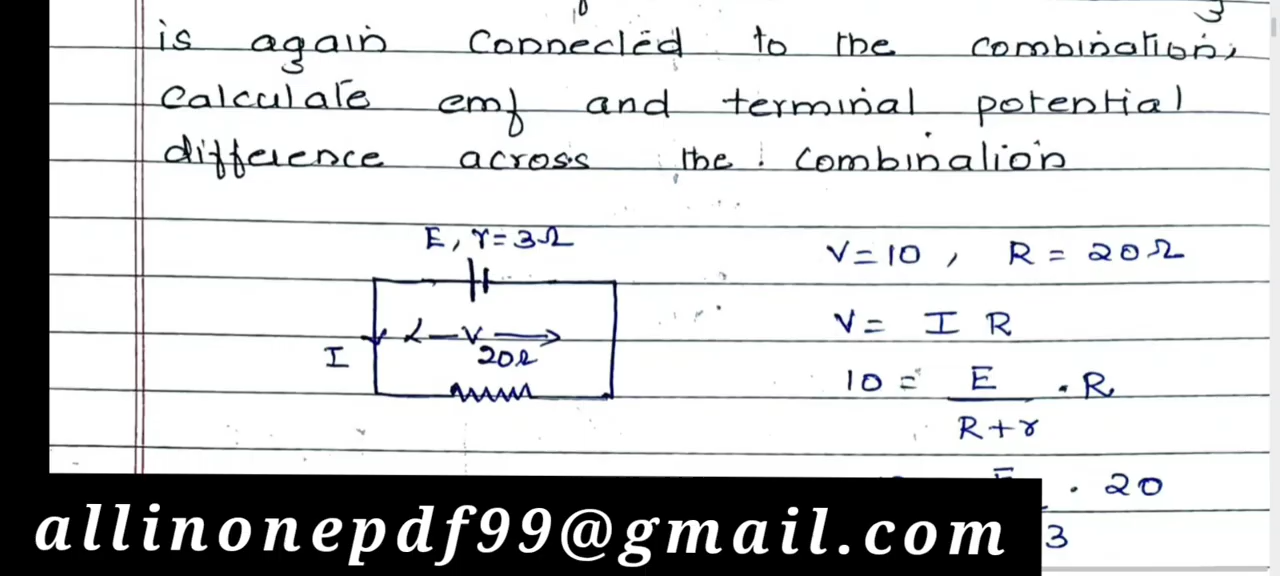 is again connected to the combination,
calculate emf and terminal potential
difference across the combination
E, r = 3Ω
V = 10 , R = 20Ω
V = I R
V
I
20Ω
10 = E / R + r . R
. 20
3
allinonepdf99@gmail.com